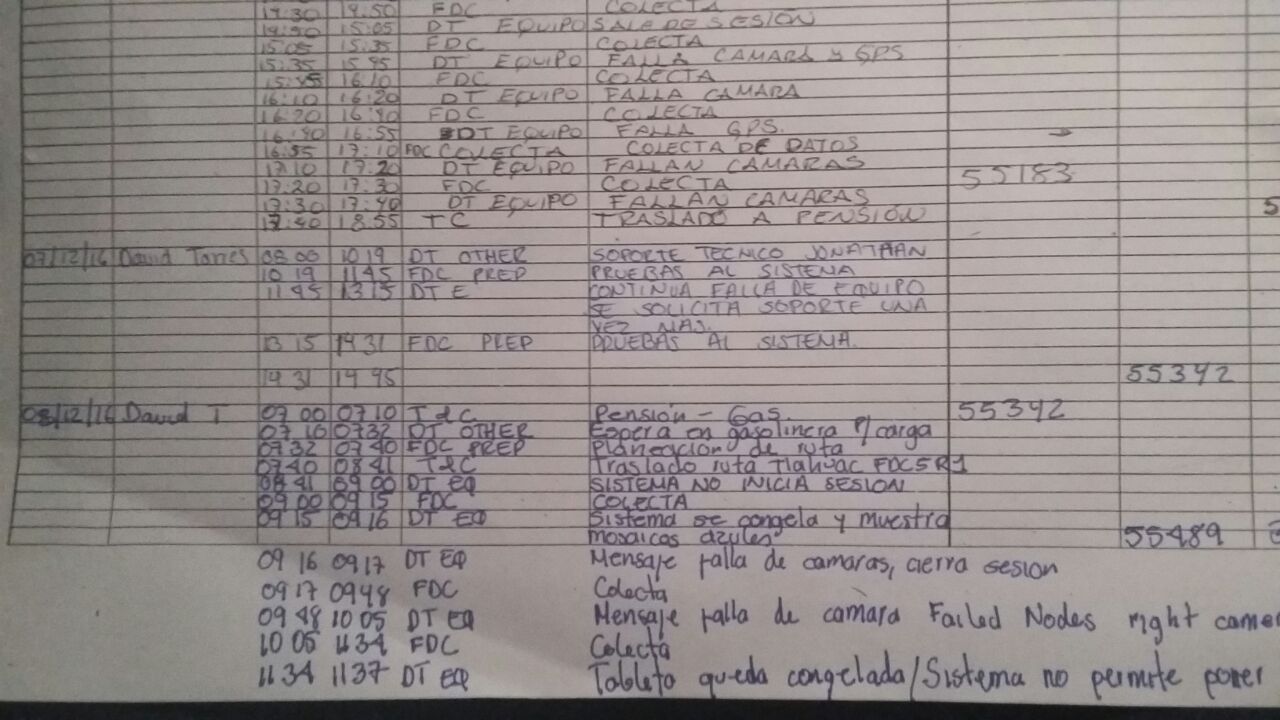 14:30 14:50 FDC COLECTA
14:50 15:05 DT EQUIPO SALE DE SESION
15:05 15:35 FDC COLECTA
15:35 15 45 DT EQUIPO FALLA CAMARA Y GPS
15:45 16:10 FDC COLECTA
16:10 16:20 DT EQUIPO FALLA CAMARA
16:20 16:40 FDC COLECTA
16:40 16:55 DT EQUIPO FALLA GPS.
16:55 17:10 FDC COLECTA COLECTA DE DATOS
17:10 17:20 DT EQUIPO FALLAN CAMARAS
17:20 17:30 FDC COLECTA 55183
17:30 17:40 DT EQUIPO FALLAN CAMARAS
17:40 18:55 TC TRASLADO A PENSIÓN 5
07/12/16 David Torres 08 00 10 19 DT OTHER SOPORTE TECNICO JONATHAN
10 19 11 45 FDC PREP PRUEBAS AL SISTEMA
11 45 13 15 DT E CONTINUA FALLA DE EQUIPO
SE SOLICITA SOPORTE UNA
VEZ MAS.
13 15 14 31 FDC PREP PRUEBAS AL SISTEMA.
14 31 14 45 55342
08/12/16 David T 07 00 07 10 T d C Pensión - Gas. 55342
07 10 07 32 DT OTHER Espera en gasolinera P/ carga
07 32 07 40 FDC PREP Planeación de ruta
07 40 08 41 T d C Traslado ruta Tlahuac FDC5R1
08 41 09 00 DT EQ SISTEMA NO INICIA SESION
09 00 09 15 FDC COLECTA
09 15 09 16 DT EQ Sistema se congela y muestra
mosaicos azules 55489
09 16 09 17 DT EQ Mensaje falla de camaras, cierra sesion
09 17 09 48 FDC Colecta
09 48 10 05 DT EQ Mensaje falla de camara Failed Nodes right camer
10 05 11 34 FDC Colecta
11 34 11 37 DT EQ Tableta queda congelada/Sistema no permite poner